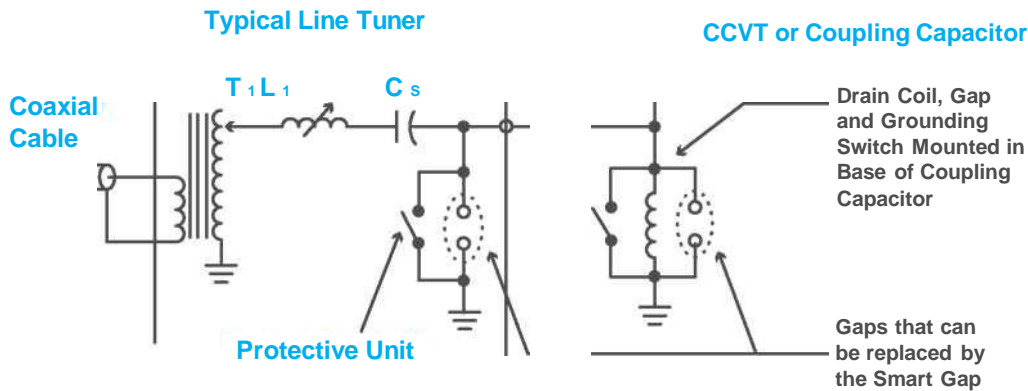 Typical Line Tuner
CCVT or Coupling Capacitor
T 1 L 1
C S
Coaxial
Cable
Drain Coil, Gap
and Grounding
Switch Mounted in
Base of Coupling
Capacitor
Protective Unit
Gaps that can
be replaced by
the Smart Gap